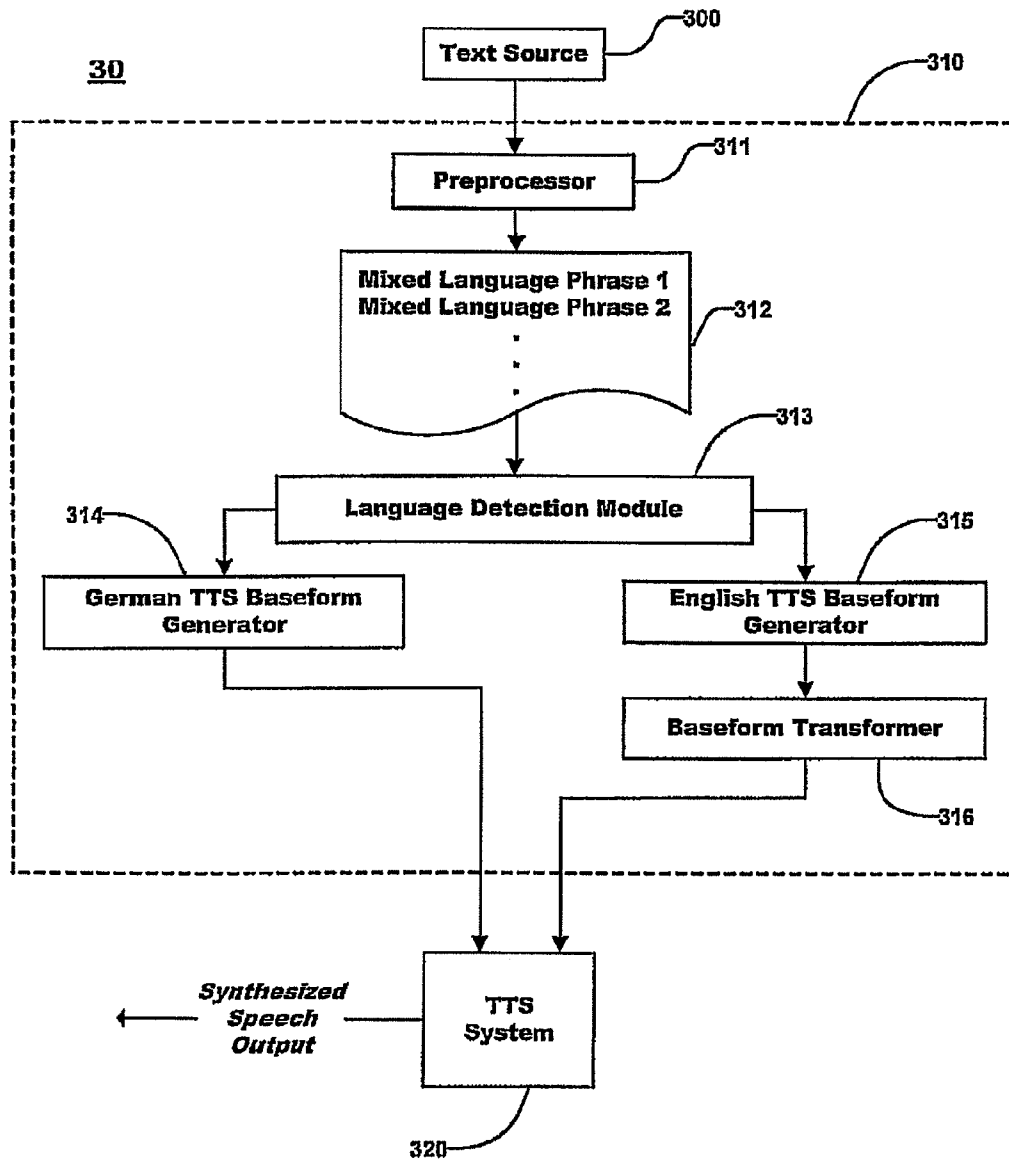 300
Text Source
30
310
311
Preprocessor
Mixed Language Phrase 1
Mixed Language Phrase 2
312
313
Language Detection Module
314
315
German TTS Baseform
Generator
English TTS Baseform
Generator
Baseform Transformer
316
Synthesized
Speech
Output
TTS
System
320